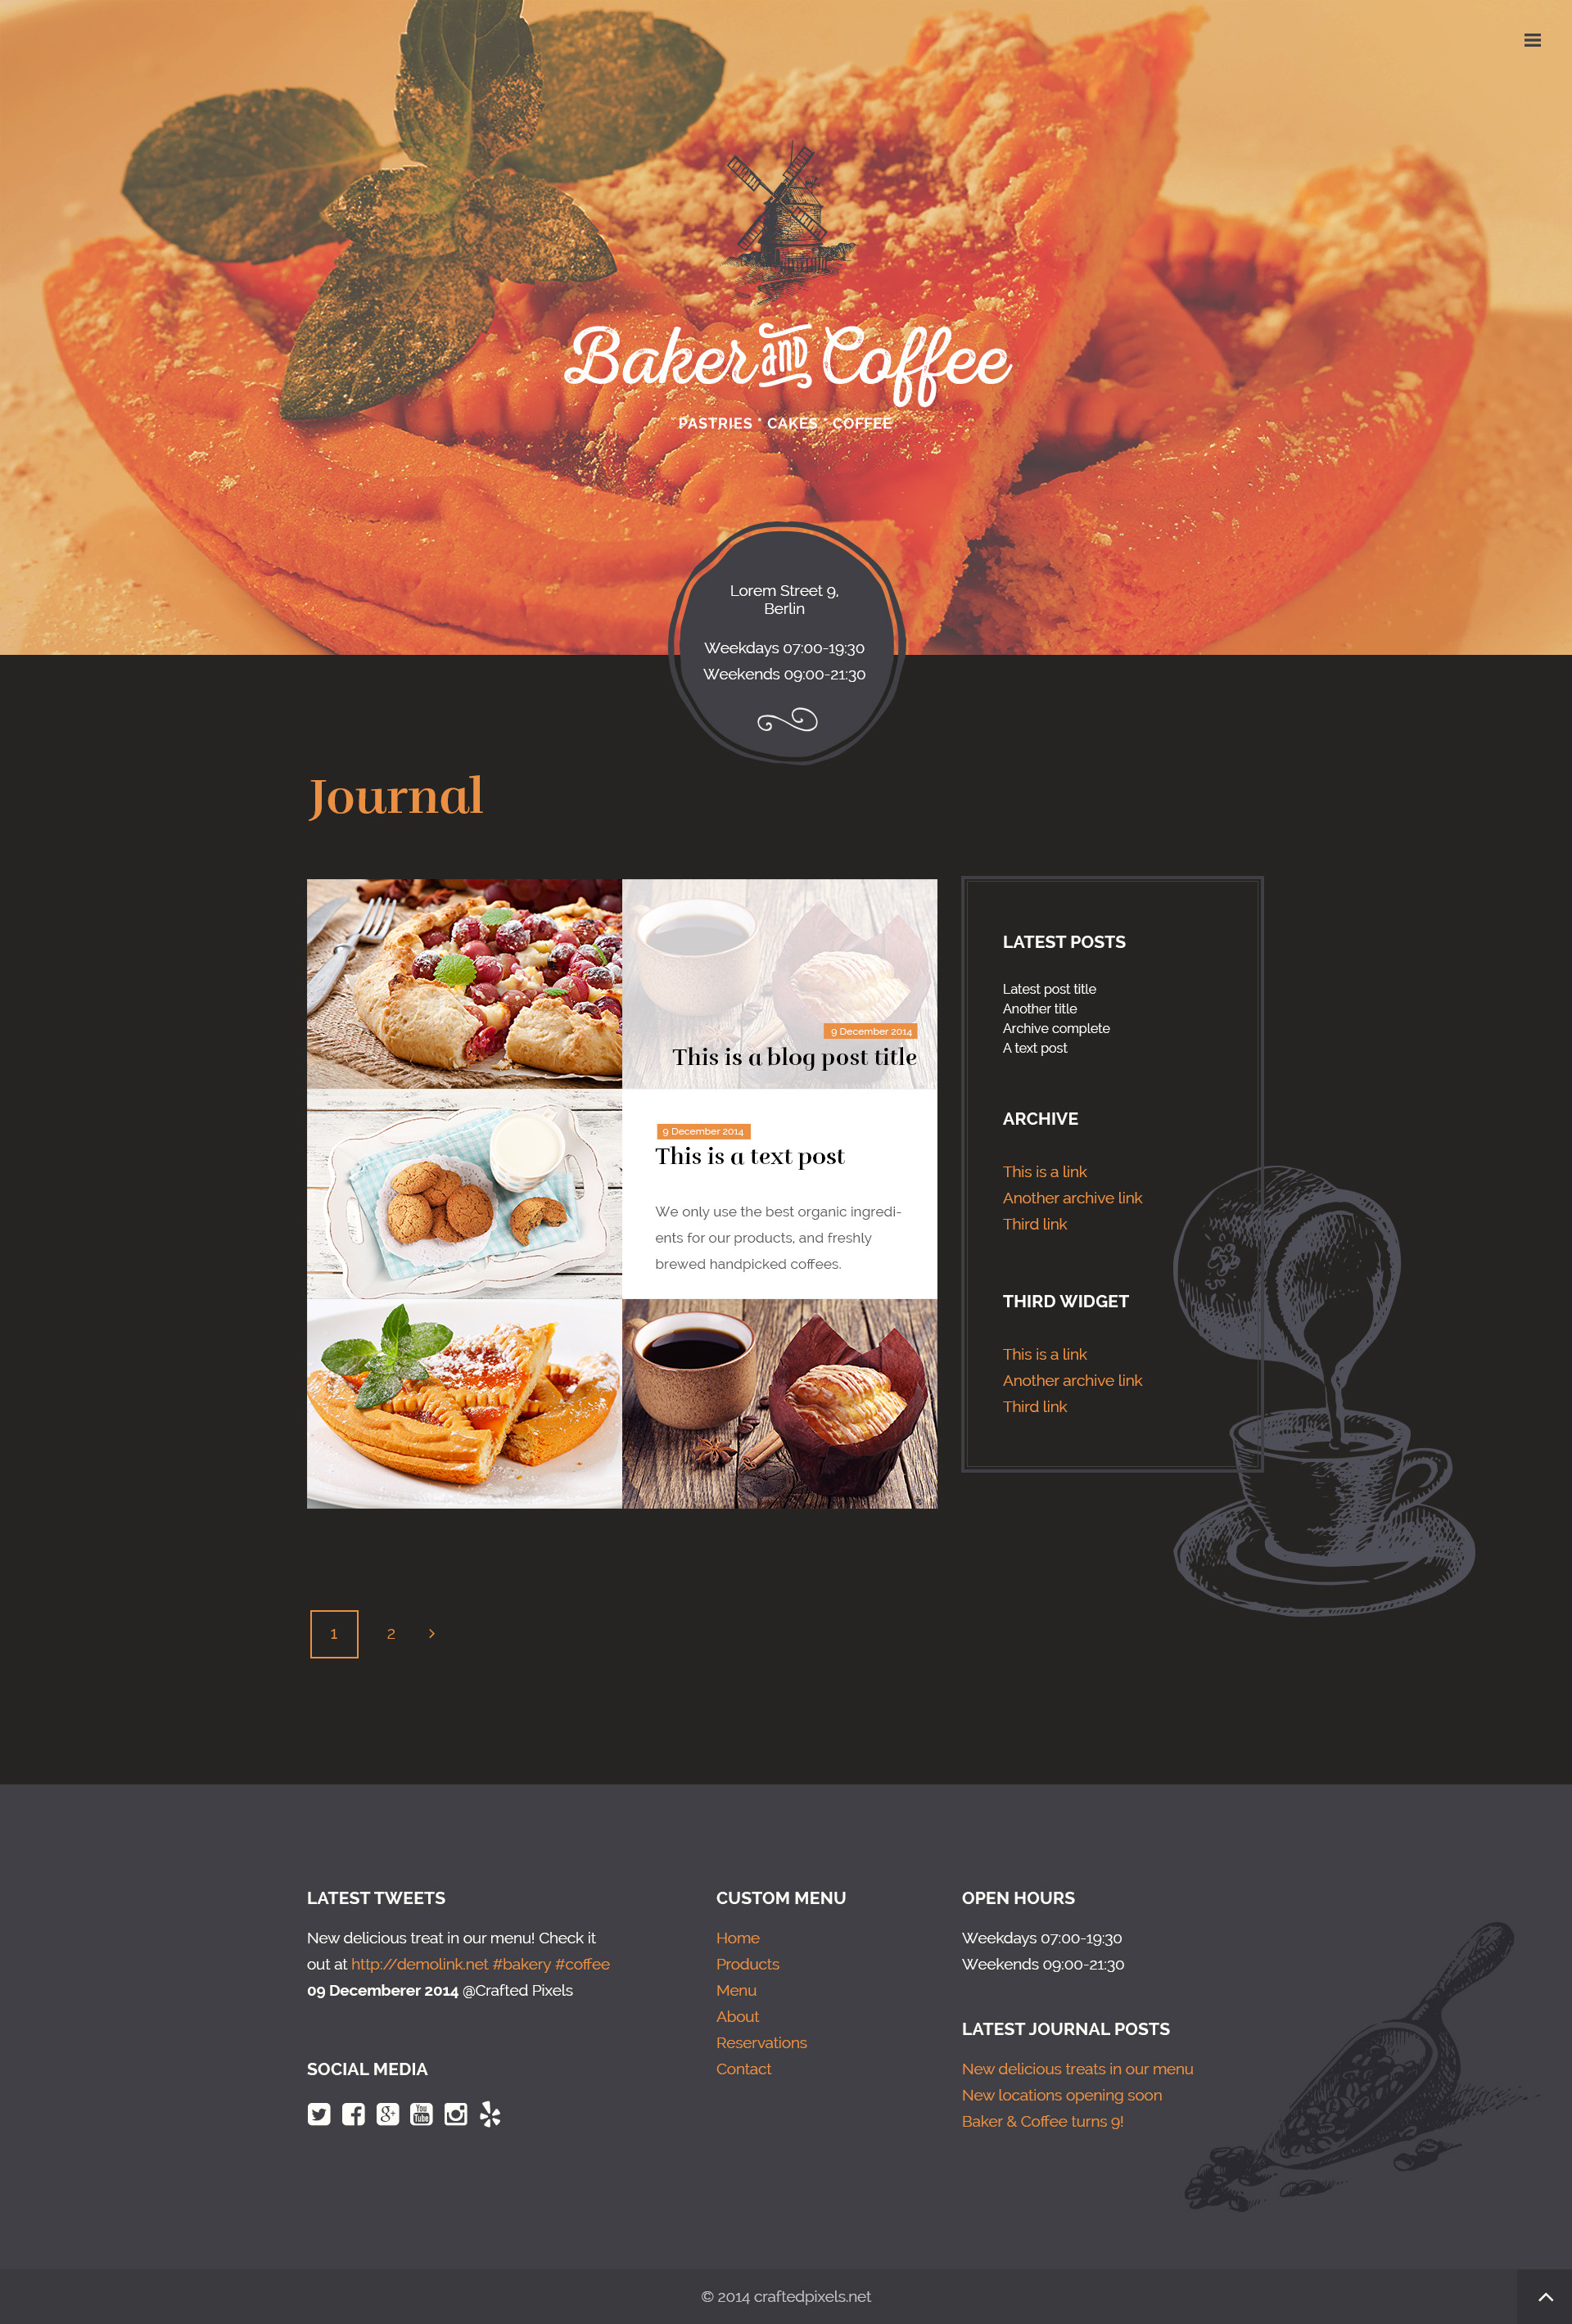 Baker and Coffee
PASTRIES * CAKES * COFFEE
Lorem Street 9,
Berlin
Weekdays 07:00-19:30
Weekends 09:00-21:30
Journal
9 December 2014
This is a blog post title
9 December 2014
This is a text post
We only use the best organic ingredi-
ents for our products, and freshly
brewed handpicked coffees.
LATEST POSTS
Latest post title
Another title
Archive complete
A text post
ARCHIVE
This is a link
Another archive link
Third link
THIRD WIDGET
This is a link
Another archive link
Third link
1 2 >
LATEST TWEETS
New delicious treat in our menu! Check it
out at http://demolink.net #bakery #coffee
09 Decemberer 2014 @Crafted Pixels
SOCIAL MEDIA
g+ You Tube
CUSTOM MENU
Home
Products
Menu
About
Reservations
Contact
OPEN HOURS
Weekdays 07:00-19:30
Weekends 09:00-21:30
LATEST JOURNAL POSTS
New delicious treats in our menu
New locations opening soon
Baker & Coffee turns 9!
© 2014 craftedpixels.net